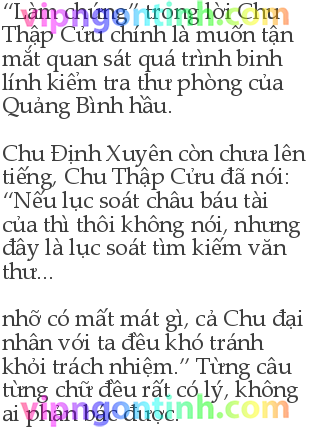 “Làm chứng” trong lời Chu
Thập Cửu chính là muốn tận
mắt quan sát quá trình binh
lính kiểm tra thư phòng của
Quảng Bình hầu.
Chu Định Xuyên còn chưa lên
tiếng, Chu Thập Cửu đã nói:
“Nếu lục soát châu báu tài
của thì thôi không nói, nhưng
đây là lục soát tìm kiếm văn
thư...
nhỡ có mất mát gì, cả Chu đại
nhân với ta đều khó tránh
khỏi trách nhiệm.” Từng câu
từng chữ đều rất có lý, không
ai phản bác được.
vipngontinh.com
vipngontinh.com